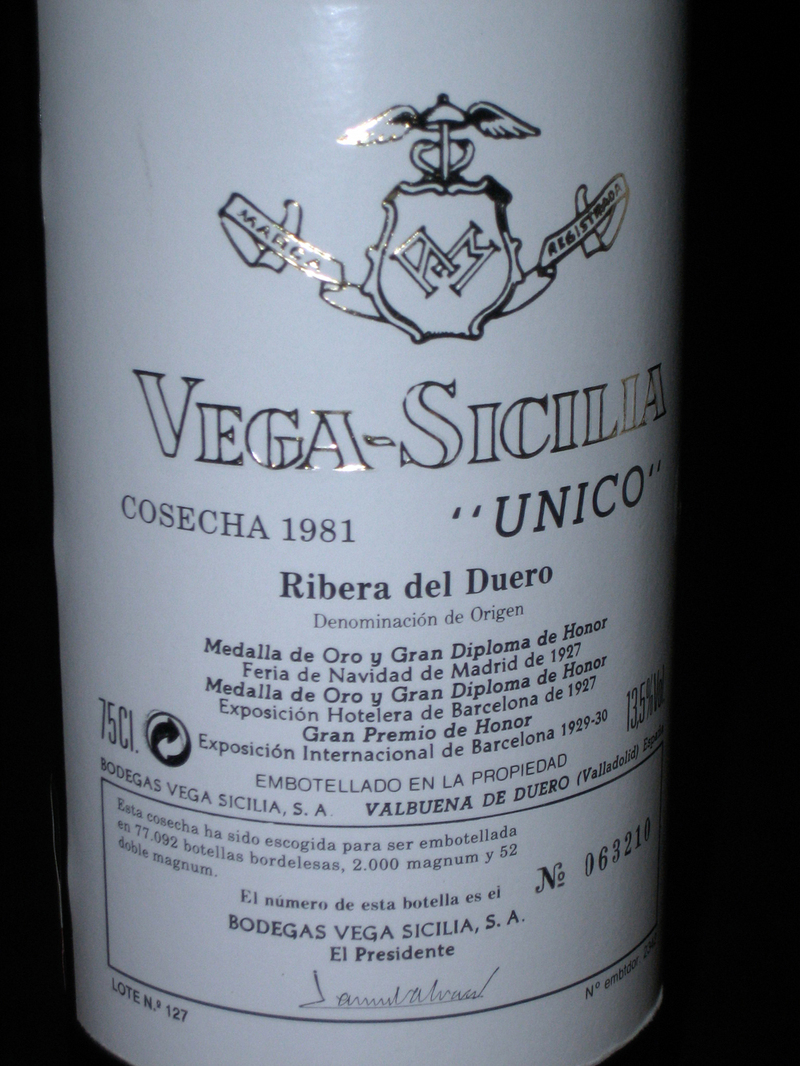 MARCA
REGISTRADA
VEGA-SICILIA
COSECHA 1981
"UNICO"
Ribera del Duero
Denominación de Origen
Medalla de Oro y Gran Diploma de Honor
Feria de Navidad de Madrid de 1927
Medalla de Oro y Gran Diploma de Honor
Exposición Hotelera de Barcelona de 1927
Gran Premio de Honor
Exposición Internacional de Barcelona 1929-30
75Cl.
13,5%Vol.
EMBOTELLADO EN LA PROPIEDAD
BODEGAS VEGA SICILIA, S. A. VALBUENA DE DUERO (Valladolid) España
Esta cosecha ha sido escogida para ser embotellada
en 77.092 botellas bordelesas, 2.000 magnum y 52
doble magnum.
El número de esta botella es el Nº 063210
BODEGAS VEGA SICILIA, S. A.
El Presidente
LOTE N.º 127
Nº embtdor.